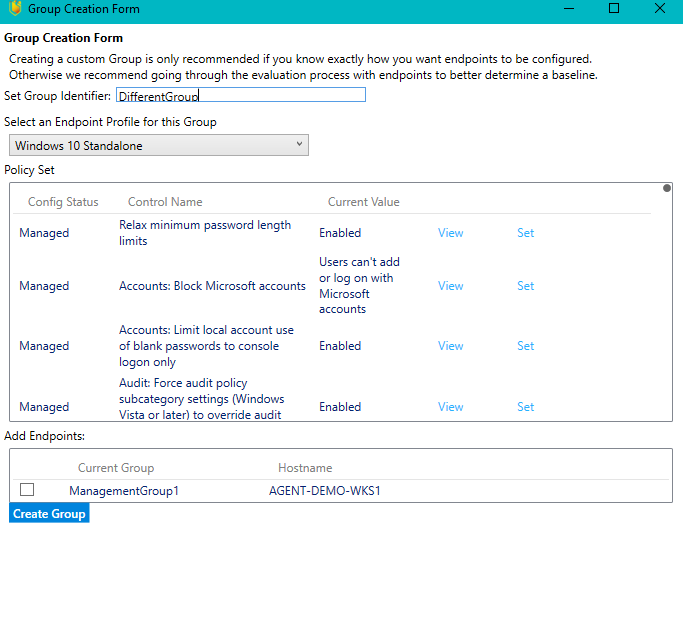 Group Creation Form
Group Creation Form
Creating a custom Group is only recommended if you know exactly how you want endpoints to be configured.
Otherwise we recommend going through the evaluation process with endpoints to better determine a baseline.
Set Group Identifier: DifferentGroup
Select an Endpoint Profile for this Group
Windows 10 Standalone
Policy Set
Config Status Control Name Current Value
Managed Relax minimum password length limits Enabled View Set
Managed Accounts: Block Microsoft accounts Users can't add or log on with Microsoft accounts View Set
Managed Accounts: Limit local account use of blank passwords to console logon only Enabled View Set
Managed Audit: Force audit policy subcategory settings (Windows Vista or later) to override audit Enabled View Set
Add Endpoints:
Current Group Hostname
ManagementGroup1 AGENT-DEMO-WKS1
Create Group